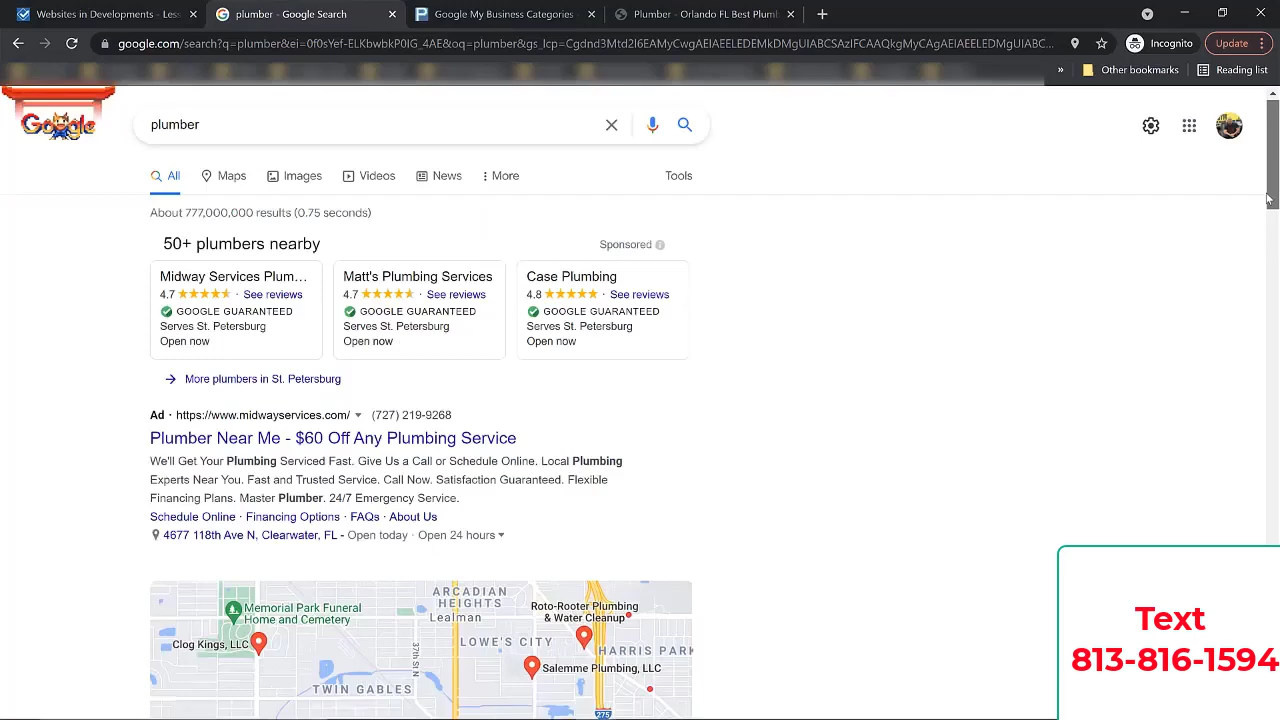 Websites in Developments - Less
plumber - Google Search
Google My Business Categories -
Plumber - Orlando FL Best Plumb
google.com/search?q=plumber&ei=0f0sYef-ELKbwbkP0IG_4AE&oq=plumber&gs_lcp=Cgdnd3Mtd2l6EAMyCwgAEIAEELEDEMkDMgUIABCSAzIFCAAQkgMyCAgAEIAEELEDMgUIABC...
Incognito
Update
»
Other bookmarks
Reading list
Google
plumber
All
Maps
Images
Videos
News
More
Tools
About 777,000,000 results (0.75 seconds)
50+ plumbers nearby
Sponsored
Midway Services Plum...
4.7 · See reviews
GOOGLE GUARANTEED
Serves St. Petersburg
Open now
Matt's Plumbing Services
4.7 · See reviews
GOOGLE GUARANTEED
Serves St. Petersburg
Open now
Case Plumbing
4.8 · See reviews
GOOGLE GUARANTEED
Serves St. Petersburg
Open now
More plumbers in St. Petersburg
Ad · https://www.midwayservices.com/ (727) 219-9268
Plumber Near Me - $60 Off Any Plumbing Service
We'll Get Your Plumbing Serviced Fast. Give Us a Call or Schedule Online. Local Plumbing
Experts Near You. Fast and Trusted Service. Call Now. Satisfaction Guaranteed. Flexible
Financing Plans. Master Plumber. 24/7 Emergency Service.
Schedule Online · Financing Options · FAQs · About Us
4677 118th Ave N, Clearwater, FL - Open today · Open 24 hours
Memorial Park Funeral
Home and Cemetery
ARCADIAN
HEIGHTS
Lealman
Roto-Rooter Plumbing
& Water Cleanup
Clog Kings, LLC
37th St N
LOWE'S CITY
HARRIS PARK
Salemme Plumbing, LLC
TWIN GABLES
275
Text
813-816-1594